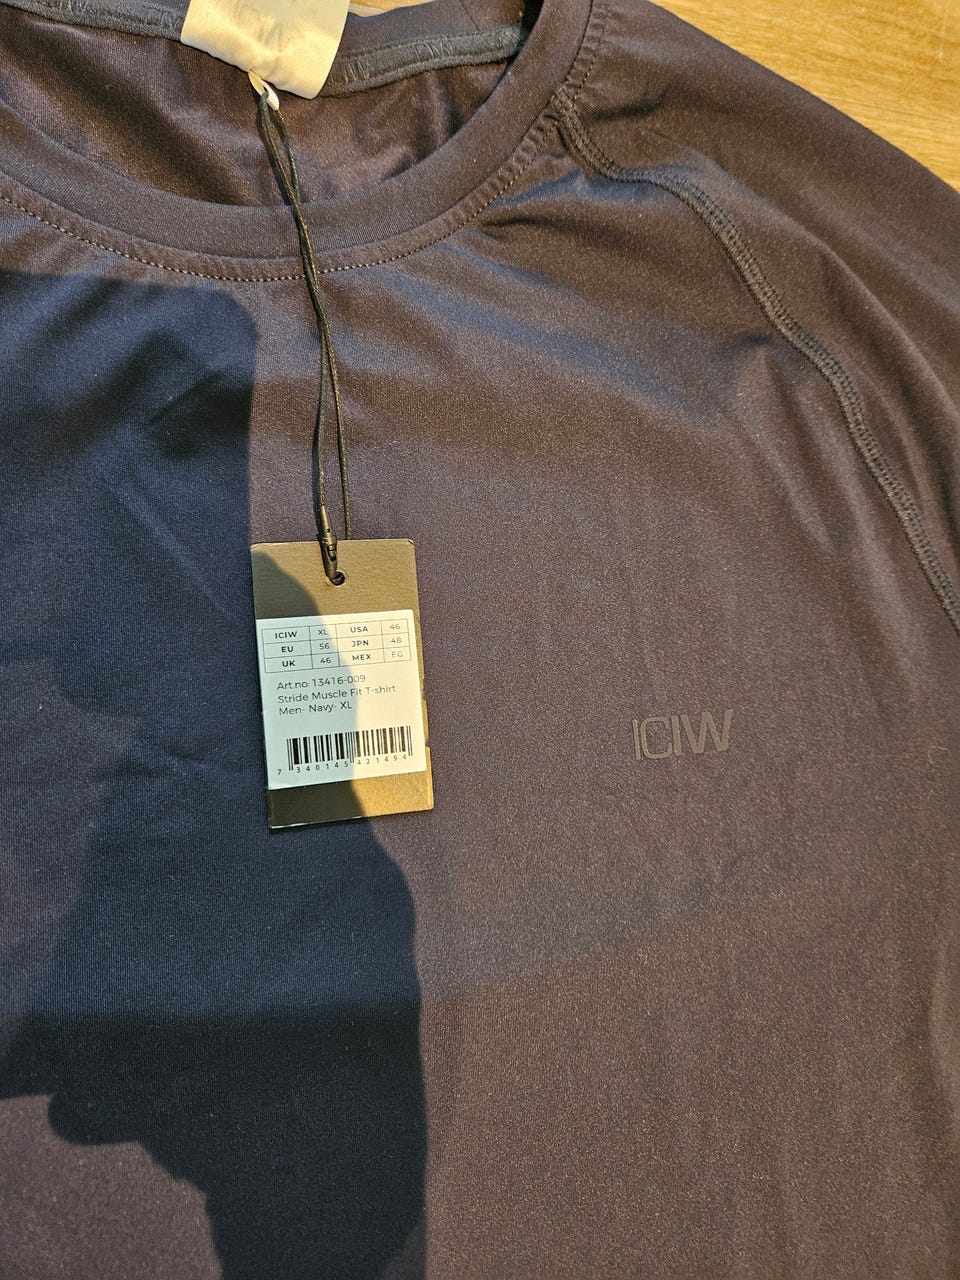 ICIW XL USA 46
EU 56 JPN 48
UK 46 MEX EG
Art.no: 13416-009
Stride Muscle Fit T-shirt
Men- Navy- XL
7 340145 421494
ICIW